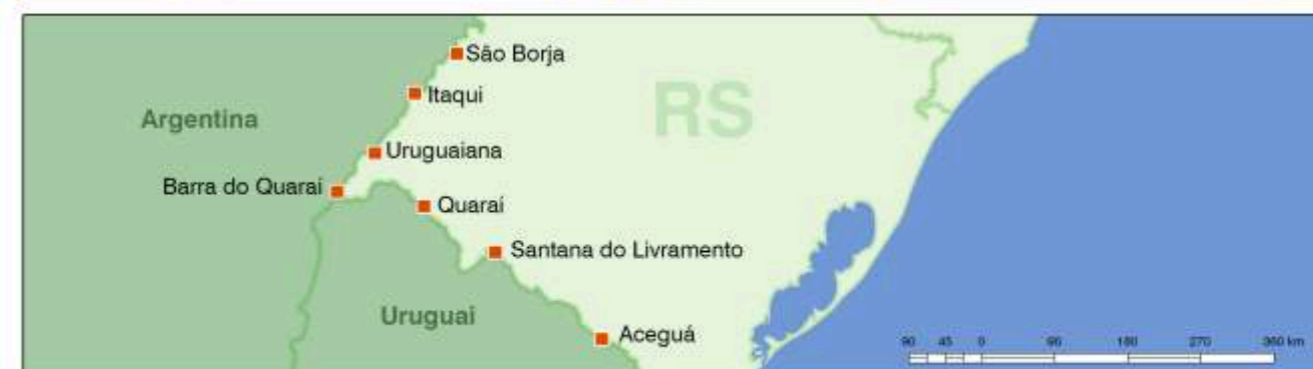 São Borja
RS
Itaqui
Argentina
Uruguaiana
Barra do Quaraí
Quaraí
Santana do Livramento
Uruguai
Aceguá
90 45 0 90 180 270 360 km